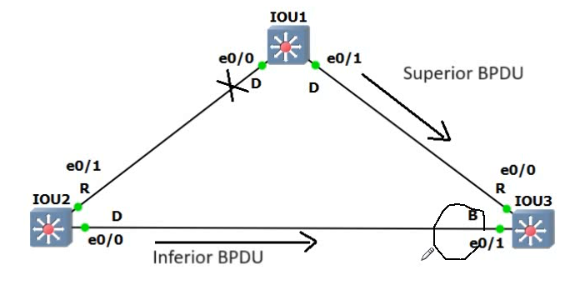 IOU1
e0/0
e0/1
D
D
Superior BPDU
e0/1
R
e0/0
R
IOU2
IOU3
D
B
e0/0
e0/1
Inferior BPDU